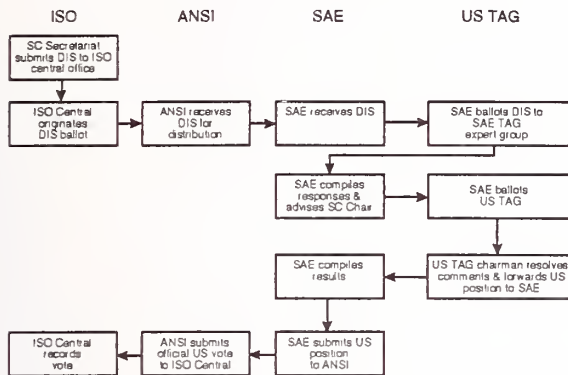 ISO ANSI SAE US TAG
SC Secretariat
submits DIS to ISO
central office
ISO Central
originates
DIS ballot
ANSI receives
DIS for
distribution
SAE receives DIS
SAE ballots DIS to
SAE TAG
expert group
SAE compiles
responses &
advises SC Chair
SAE ballots
US TAG
SAE compiles
results
US TAG chairman resolves
comments & forwards US
position to SAE
ISO Central
records
vote
ANSI submits
official US vote
to ISO Central
SAE submits US
position
to ANSI